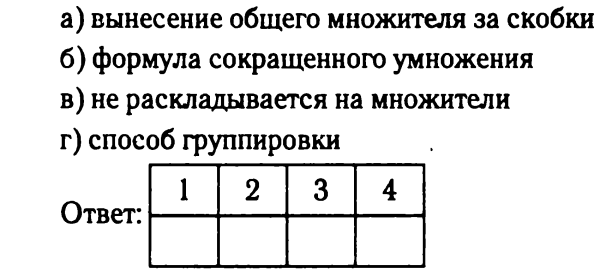 а) вынесение общего множителя за скобки
б) формула сокращенного умножения
в) не раскладывается на множители
г) способ группировки
1 2 3 4
Ответ: